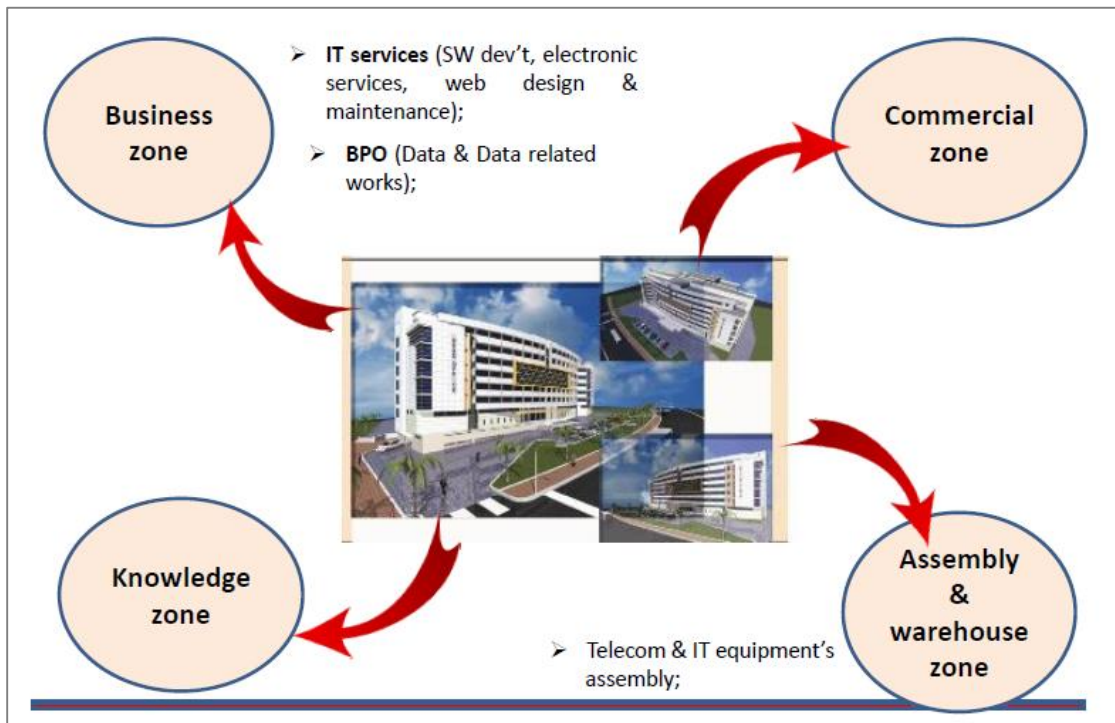 Business
zone
➢ IT services (SW dev't, electronic
services, web design &
maintenance);
➢ BPO (Data & Data related
works);
Commercial
zone
Knowledge
zone
Assembly
&
warehouse
zone
➢ Telecom & IT equipment's
assembly;